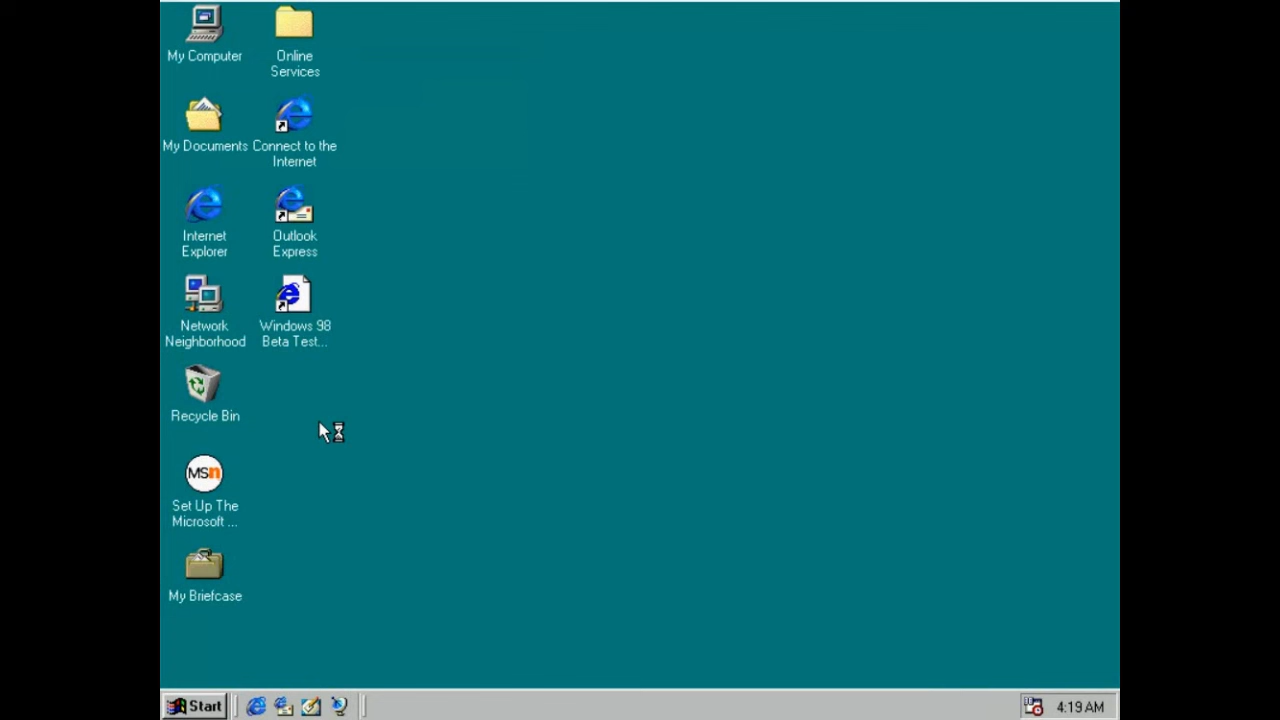 My Computer
Online
Services
My Documents
Connect to the
Internet
Internet
Explorer
Outlook
Express
Network
Neighborhood
Windows 98
Beta Test...
Recycle Bin
MSn
Set Up The
Microsoft ...
My Briefcase
Start
4:19 AM